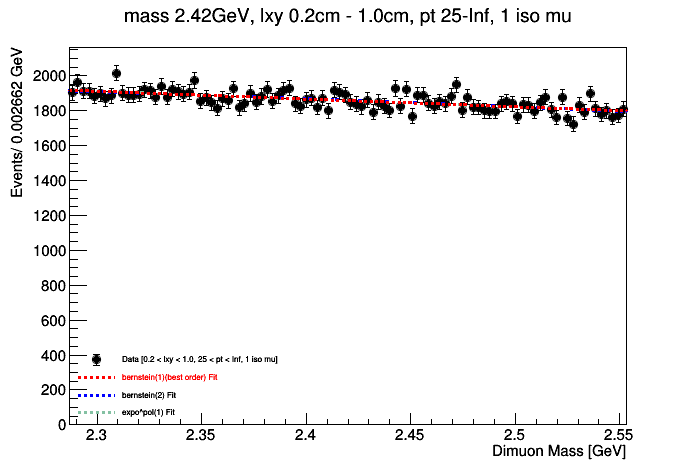 mass 2.42GeV, lxy 0.2cm - 1.0cm, pt 25-Inf, 1 iso mu
Events/ 0.002662 GeV
2000
1800
1600
1400
1200
1000
800
600
400
200
0
Data [0.2 < lxy < 1.0, 25 < pt < Inf, 1 iso mu]
bernstein(1)(best order) Fit
bernstein(2) Fit
expo^pol(1) Fit
2.3 2.35 2.4 2.45 2.5 2.55
Dimuon Mass [GeV]